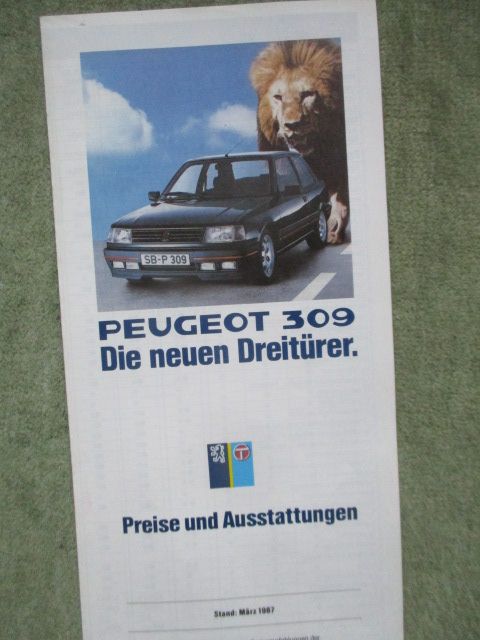 SB-P 309
PEUGEOT 309
Die neuen Dreitürer.
Preise und Ausstattungen
Stand: März 1987